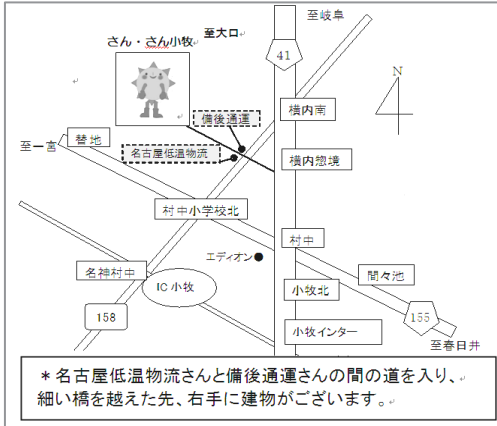 至岐阜
さん・さん小牧
至大口
41
N
備後通運
横内南
替地
至一宮
名古屋低温物流
横内惣境
村中小学校北
村中
エディオン●
名神村中
IC 小牧
間々池
小牧北
158
155
小牧インター
至春日井
*名古屋低温物流さんと備後通運さんの間の道を入り、
細い橋を越えた先、右手に建物がございます。